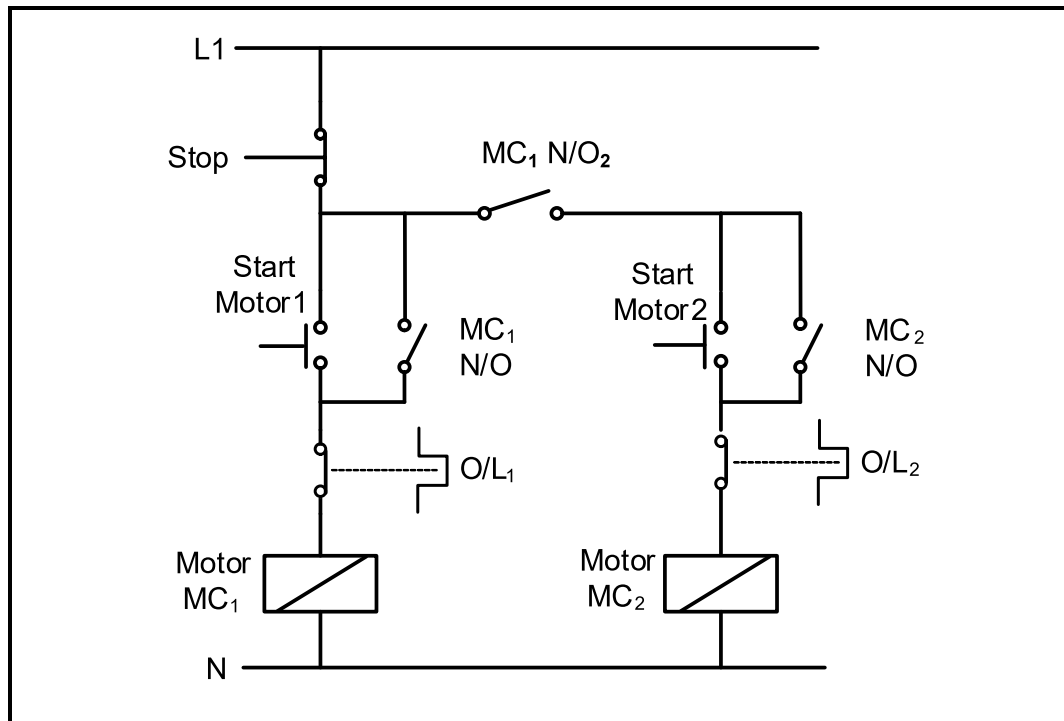 L1
Stop
MC₁ N/O₂
Start
Motor1
MC₁
N/O
Start
Motor2
MC₂
N/O
O/L₁
O/L₂
Motor
MC₁
Motor
MC₂
N